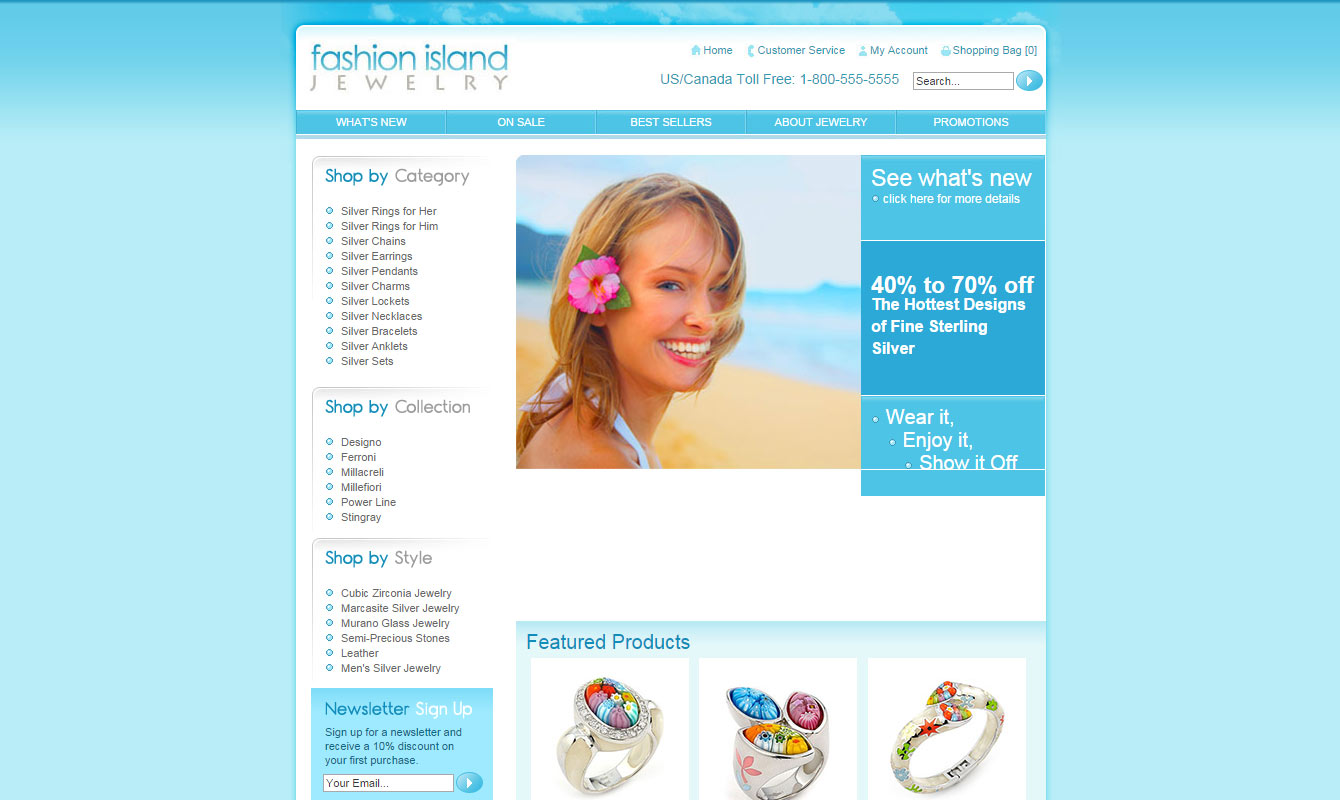 fashion island
JEWELRY
Home
Customer Service
My Account
Shopping Bag [0]
US/Canada Toll Free: 1-800-555-5555
Search...
WHAT'S NEW
ON SALE
BEST SELLERS
ABOUT JEWELRY
PROMOTIONS
Shop by Category
Silver Rings for Her
Silver Rings for Him
Silver Chains
Silver Earrings
Silver Pendants
Silver Charms
Silver Lockets
Silver Necklaces
Silver Bracelets
Silver Anklets
Silver Sets
Shop by Collection
Designo
Ferroni
Millacreli
Millefiori
Power Line
Stingray
Shop by Style
Cubic Zirconia Jewelry
Marcasite Silver Jewelry
Murano Glass Jewelry
Semi-Precious Stones
Leather
Men's Silver Jewelry
Newsletter Sign Up
Sign up for a newsletter and
receive a 10% discount on
your first purchase.
Your Email...
See what's new
click here for more details
40% to 70% off
The Hottest Designs
of Fine Sterling
Silver
Wear it,
Enjoy it,
Show it Off
Featured Products